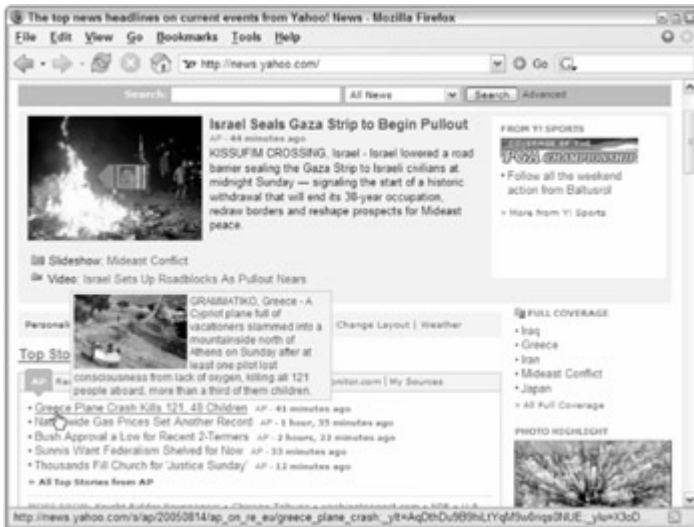 The top news headlines on current events from Yahoo! News - Mozilla Firefox
File Edit View Go Bookmarks Tools Help
http://news.yahoo.com/ Go G
Search: All News Search Advanced
Israel Seals Gaza Strip to Begin Pullout
AP - 44 minutes ago
KISSUFIM CROSSING, Israel - Israel lowered a road
barrier sealing the Gaza Strip to Israeli civilians at
midnight Sunday — signaling the start of a historic
withdrawal that will end its 38-year occupation,
redraw borders and reshape prospects for Mideast
peace.
Slideshow: Mideast Conflict
Video: Israel Sets Up Roadblocks As Pullout Nears
FROM Y! SPORTS
COVERAGE OF THE
PGA CHAMPIONSHIP
• Follow all the weekend
action from Baltusrol
» More from Y! Sports
GRAMMATIKO, Greece - A
Cypriot plane full of
vacationers slammed into a
mountainside north of
Athens on Sunday after at
least one pilot lost
consciousness from lack of oxygen, killing all 121
people aboard, more than a third of them children.
Personali Change Layout | Weather
Top Sto
AP onitor.com | My Sources
• Greece Plane Crash Kills 121, 48 Children AP - 41 minutes ago
• Nationwide Gas Prices Set Another Record AP - 1 hour, 35 minutes ago
• Bush Approval a Low for Recent 2-Termers AP - 2 hours, 22 minutes ago
• Sunnis Want Federalism Shelved for Now AP - 33 minutes ago
• Thousands Fill Church for 'Justice Sunday' AP - 12 minutes ago
» All Top Stories from AP
FULL COVERAGE
• Iraq
• Greece
• Iran
• Mideast Conflict
• Japan
» All Full Coverage
PHOTO HIGHLIGHT